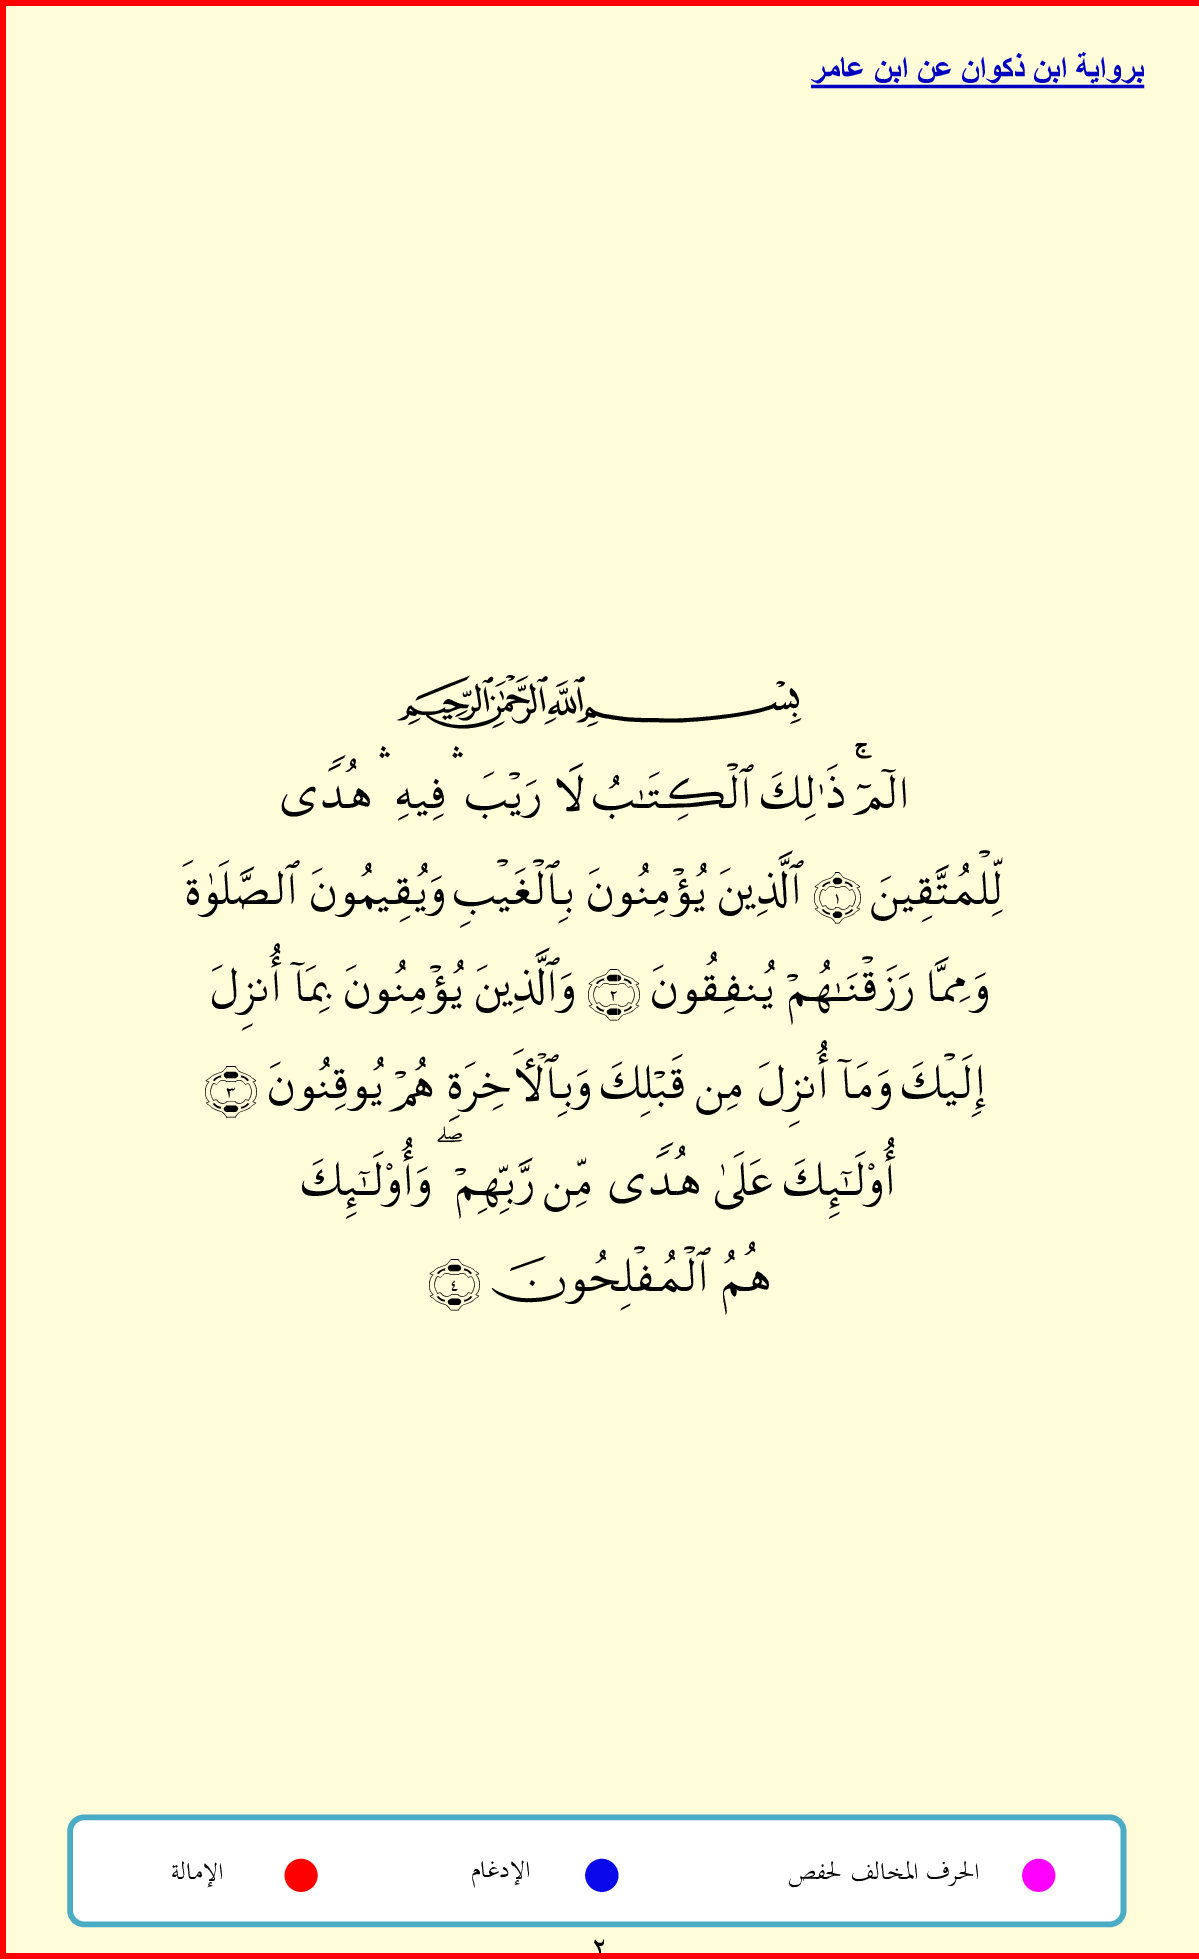 برواية ابن ذكوان عن ابن عامر
بِسْمِ ٱللَّهِ ٱلرَّحْمَٰنِ ٱلرَّحِيمِ
الٓمٓۚ ذَٰلِكَ ٱلْكِتَٰبُ لَا رَيْبَ ۛ فِيهِ ۛ هُدًى
لِّلْمُتَّقِينَ ١ ٱلَّذِينَ يُؤْمِنُونَ بِٱلْغَيْبِ وَيُقِيمُونَ ٱلصَّلَوٰةَ
وَمِمَّا رَزَقْنَٰهُمْ يُنفِقُونَ ٢ وَٱلَّذِينَ يُؤْمِنُونَ بِمَآ أُنزِلَ
إِلَيْكَ وَمَآ أُنزِلَ مِن قَبْلِكَ وَبِٱلْأَخِرَةِ هُمْ يُوقِنُونَ ٣
أُوْلَٰٓئِكَ عَلَىٰ هُدًى مِّن رَّبِّهِمْ ۖ وَأُوْلَٰٓئِكَ
هُمُ ٱلْمُفْلِحُونَ ٤
الحرف المخالف لحفص الإدغام الإمالة
٢